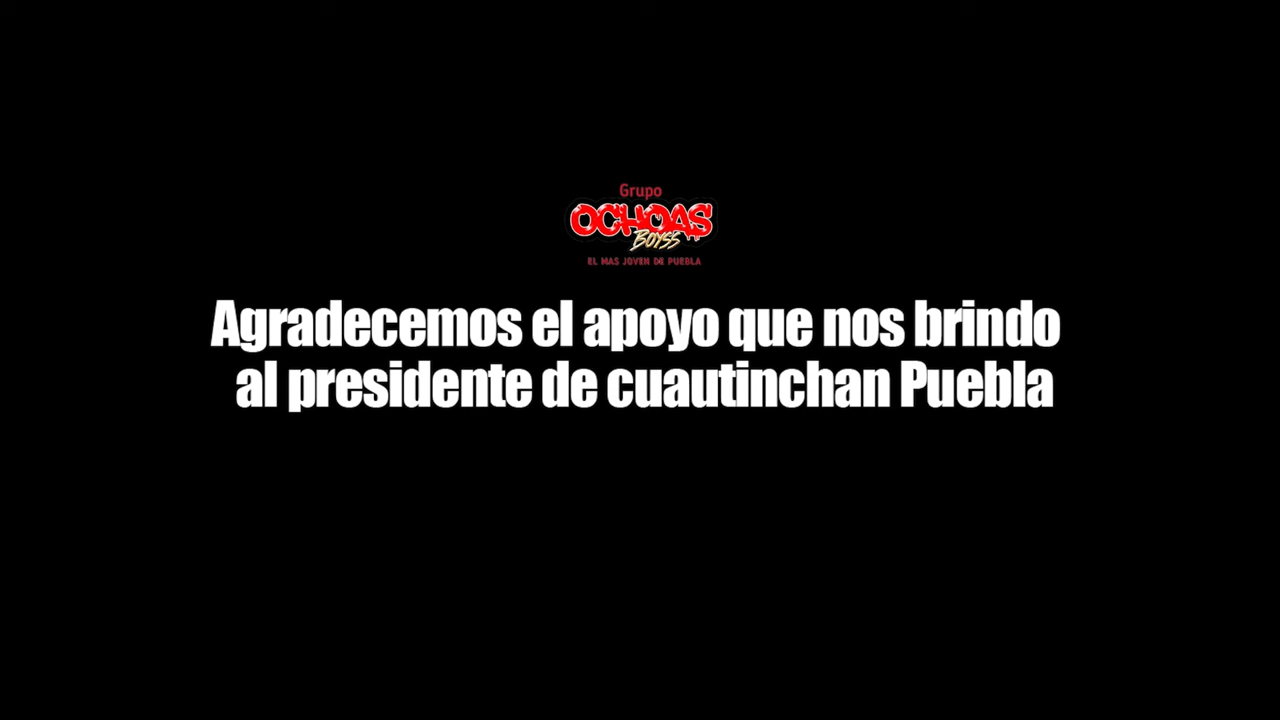 Grupo
OCHOAS
BOYSS
EL MAS JOVEN DE PUEBLA
Agradecemos el apoyo que nos brindo
al presidente de cuautinchan Puebla